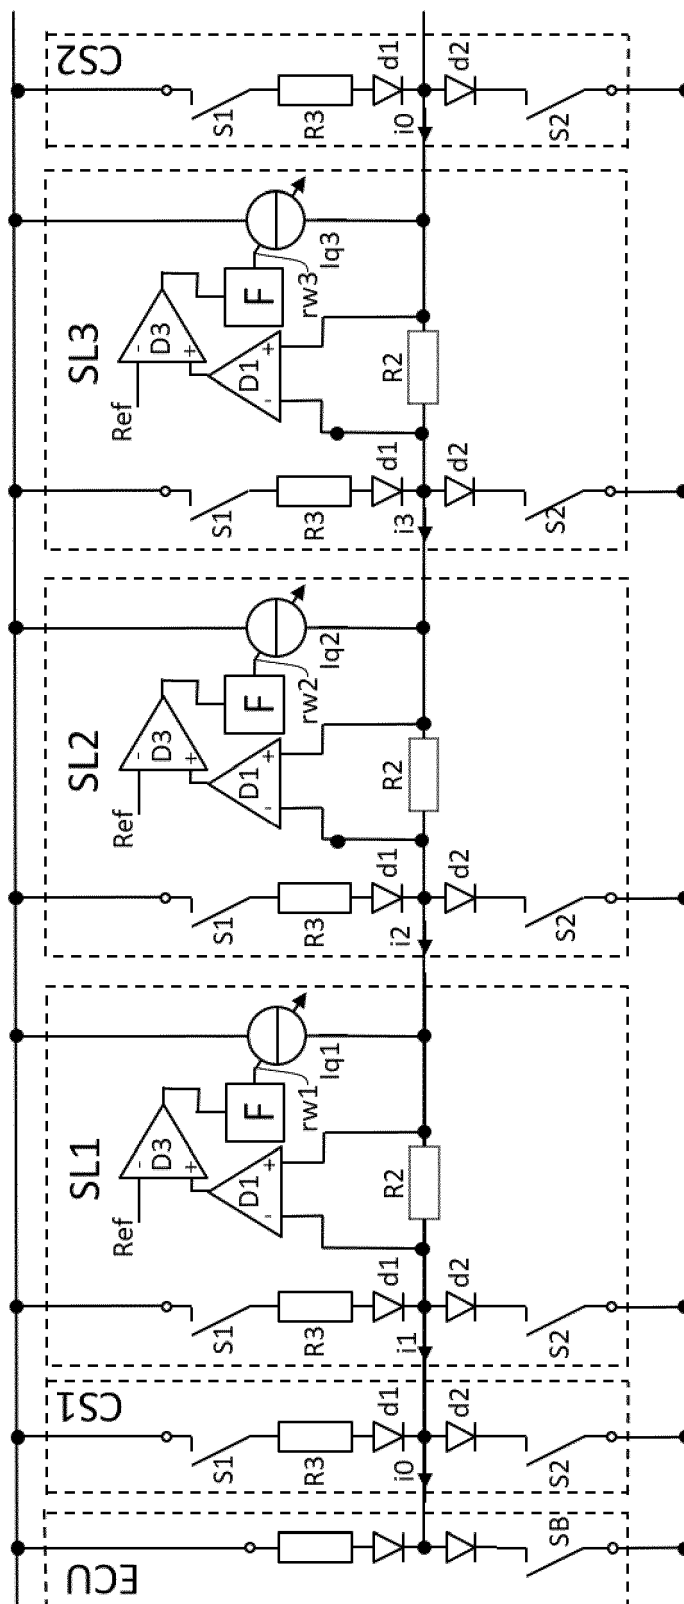 CS2
S1
R3
d1
i0
d2
S2
SL3
Ref
D3
- +
D1
- +
F
rw3
Iq3
R2
S1
R3
d1
i3
d2
S2
SL2
Ref
D3
- +
D1
- +
F
rw2
Iq2
R2
S1
R3
d1
i2
d2
S2
SL1
Ref
D3
- +
D1
- +
F
rw1
Iq1
R2
S1
R3
d1
i1
d2
S2
CS1
S1
R3
d1
i0
d2
S2
ECU
SB